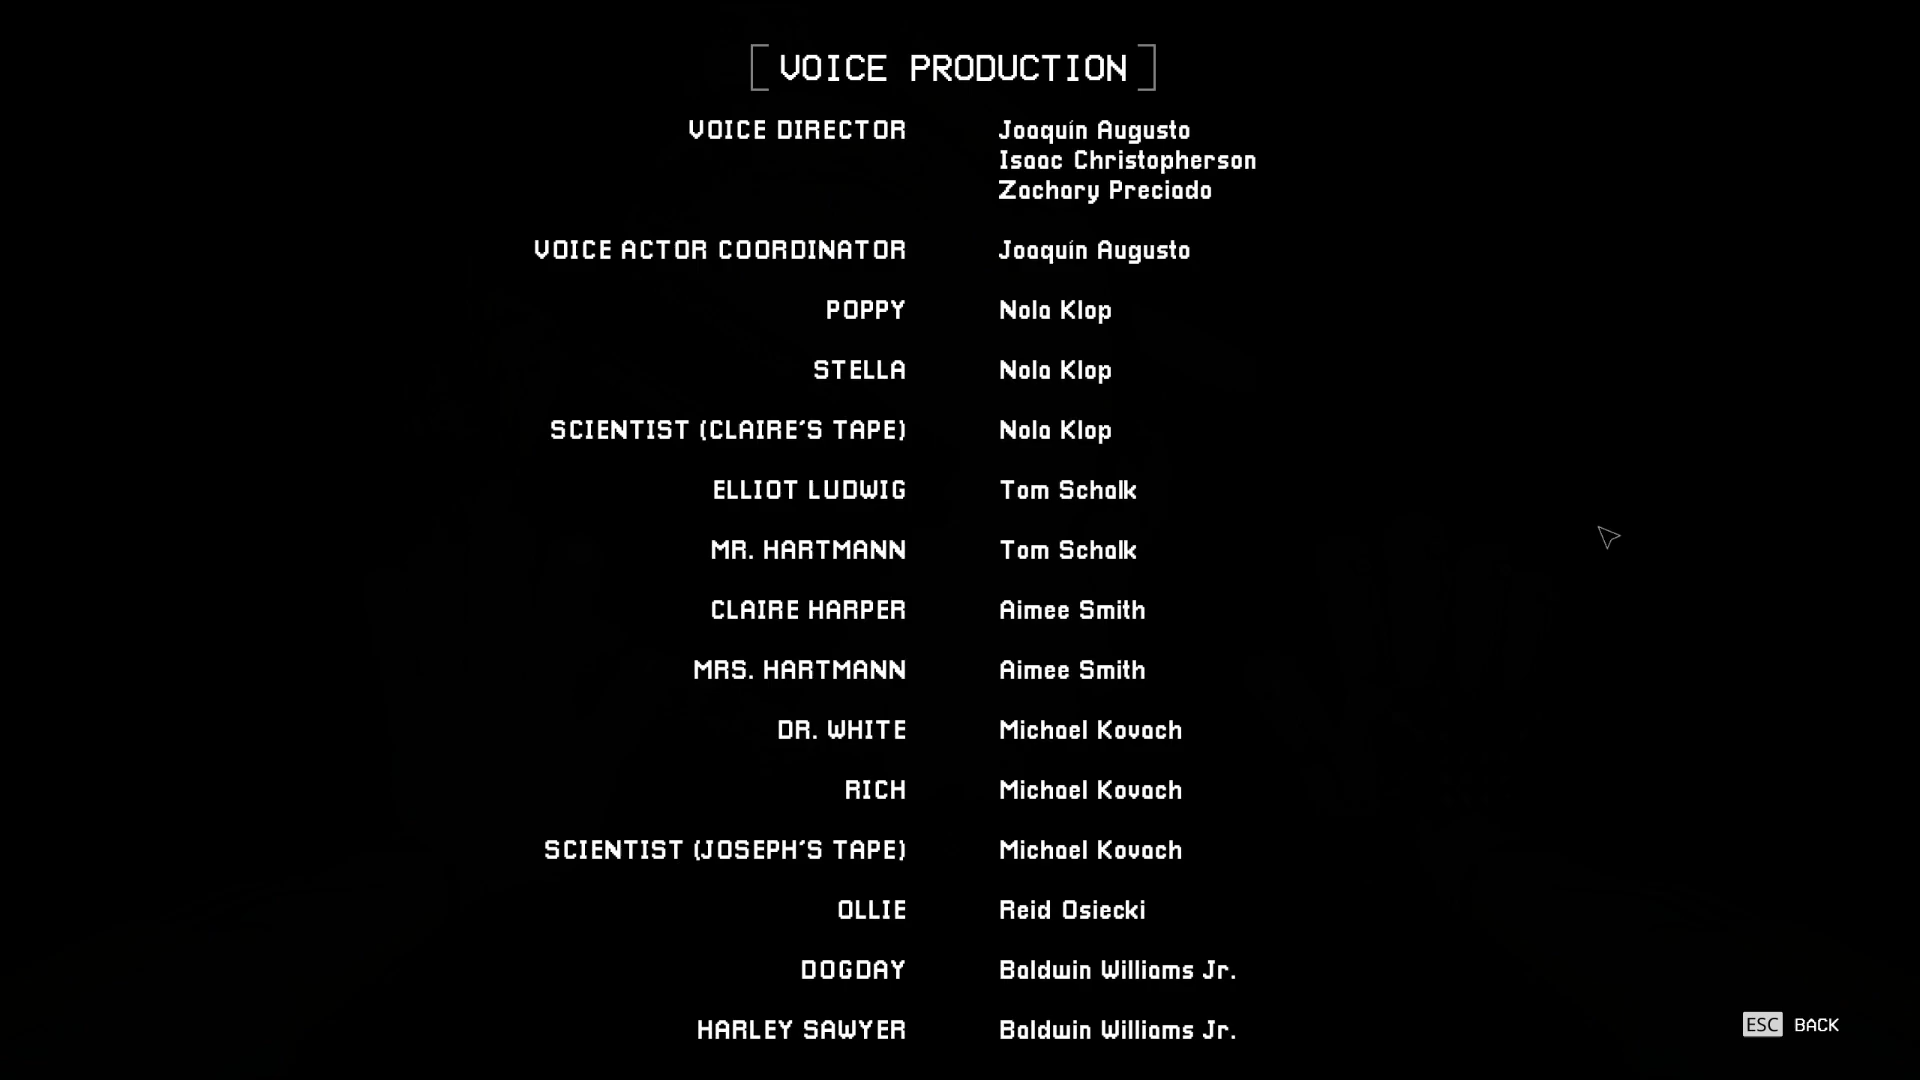 VOICE PRODUCTION
VOICE DIRECTOR Joaquín Augusto
Isaac Christopherson
Zachary Preciado
VOICE ACTOR COORDINATOR Joaquín Augusto
POPPY Nola Klop
STELLA Nola Klop
SCIENTIST (CLAIRE'S TAPE) Nola Klop
ELLIOT LUDWIG Tom Schalk
MR. HARTMANN Tom Schalk
CLAIRE HARPER Aimee Smith
MRS. HARTMANN Aimee Smith
DR. WHITE Michael Kovach
RICH Michael Kovach
SCIENTIST (JOSEPH'S TAPE) Michael Kovach
OLLIE Reid Osiecki
DOGDAY Baldwin Williams Jr.
HARLEY SAWYER Baldwin Williams Jr.
ESC BACK